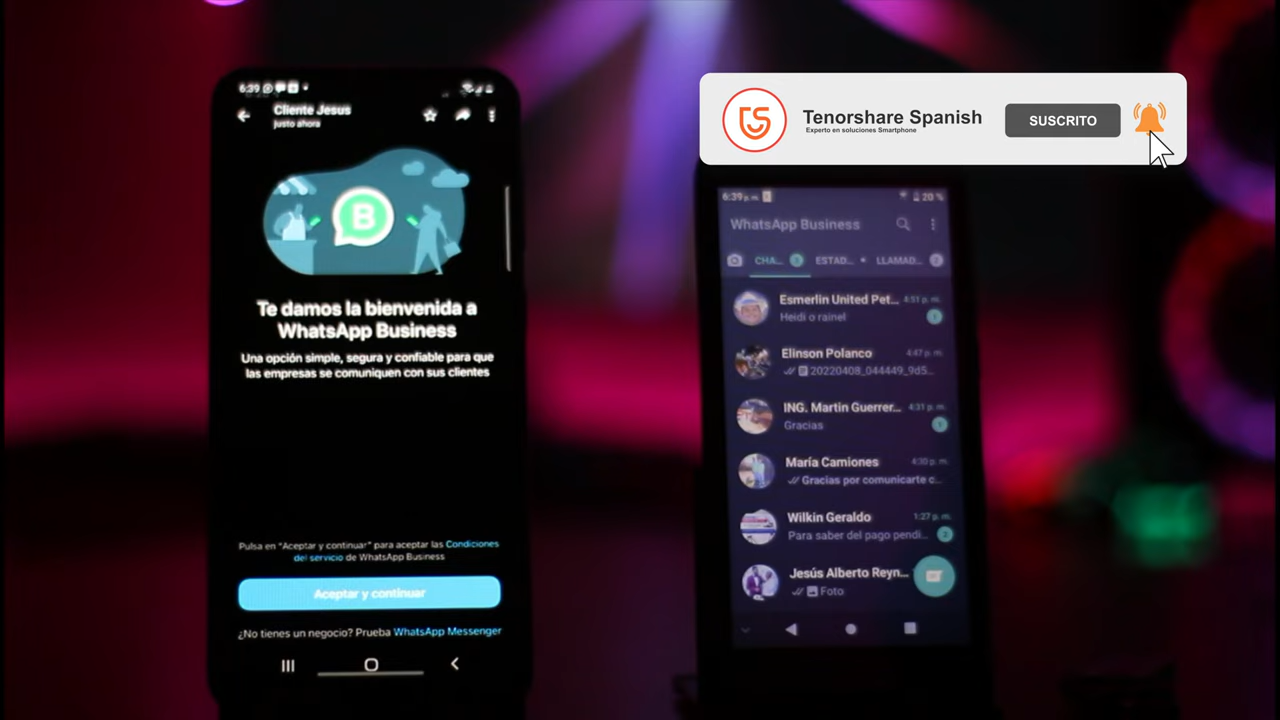 6:39
Cliente Jesus
justo ahora
B
Te damos la bienvenida a
WhatsApp Business
Una opción simple, segura y confiable para que
las empresas se comuniquen con sus clientes
Pulsa en "Aceptar y continuar" para aceptar las Condiciones
del servicio de WhatsApp Business
Aceptar y continuar
¿No tienes un negocio? Prueba WhatsApp Messenger
Tenorshare Spanish
Experto en soluciones Smartphone
SUSCRITO
6:39 p.m.
20 %
WhatsApp Business
CHA...
ESTAD...
LLAMAD...
Esmerlin United Pet... 4:51 p. m.
Heidi o rainel
Elinson Polanco 4:47 p. m.
20220408_044449_9d5...
ING. Martin Guerrer... 4:31 p. m.
Gracias
María Camiones 4:30 p. m.
Gracias por comunicarte c...
Wilkin Geraldo 1:27 p. m.
Para saber del pago pendi...
Jesús Alberto Reyn...
Foto